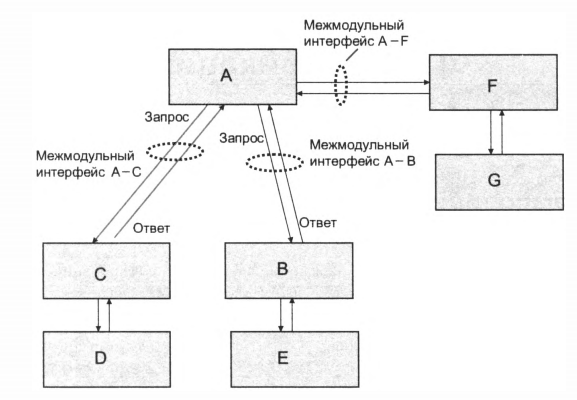 Межмодульный
интерфейс A–F
A
F
Запрос
Запрос
Межмодульный
интерфейс A–C
Межмодульный
интерфейс A–B
G
Ответ
Ответ
C
B
D
E